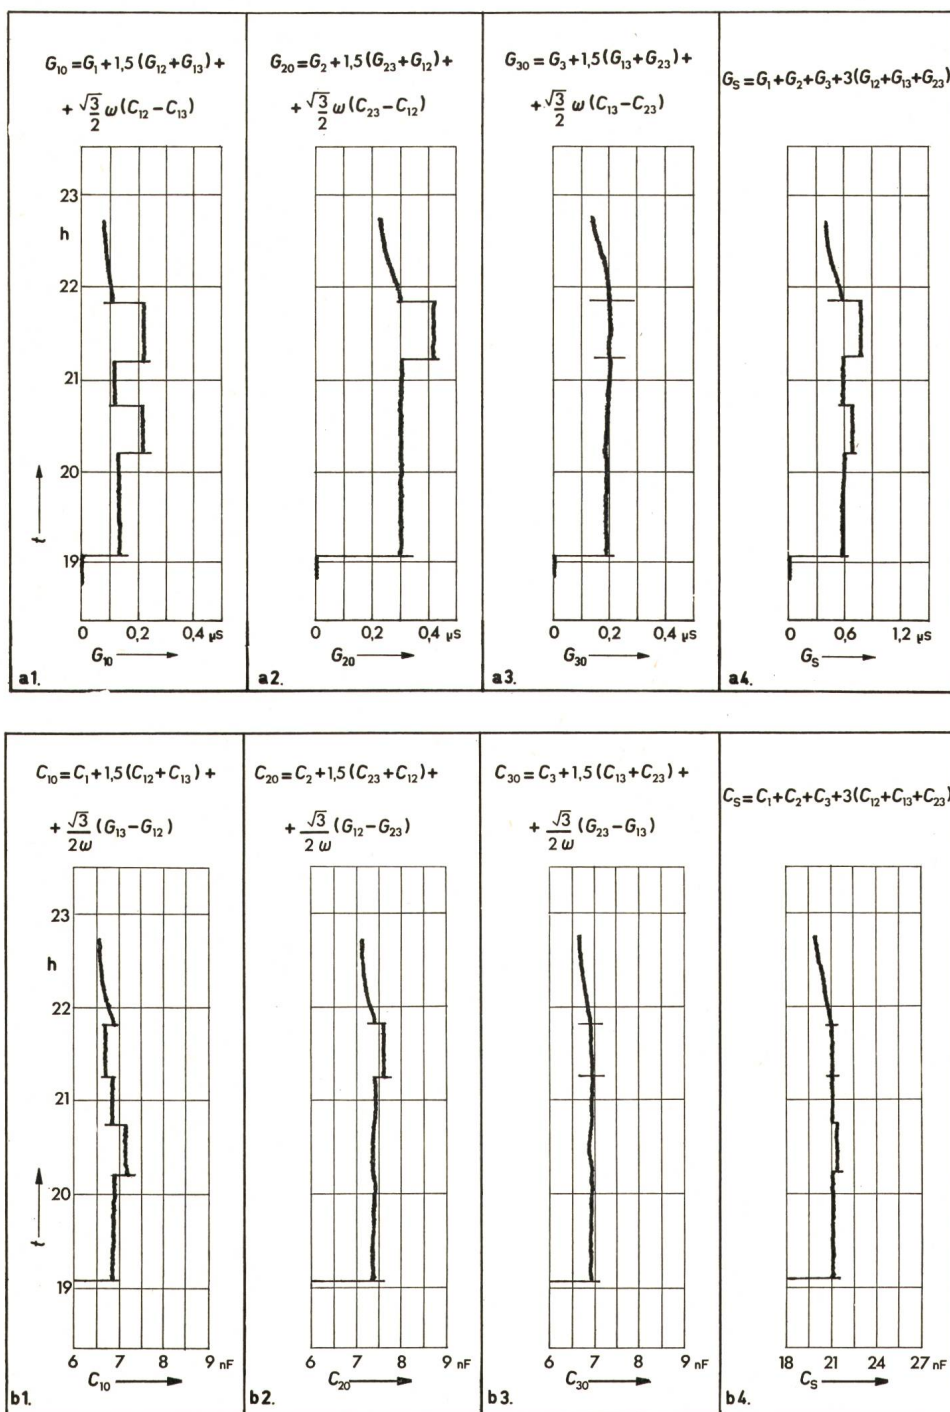 G₁₀=G₁+1,5(G₁₂+G₁₃)+
+ √3/2 ω(C₁₂−C₁₃)
23
h
22
21
20
19
t
0 0,2 0,4 µS
G₁₀
a1.
G₂₀=G₂+1,5(G₂₃+G₁₂)+
+ √3/2 ω(C₂₃−C₁₂)
0 0,2 0,4 µS
G₂₀
a2.
G₃₀=G₃+1,5(G₁₃+G₂₃)+
+ √3/2 ω(C₁₃−C₂₃)
0 0,2 0,4 µS
G₃₀
a3.
G_S=G₁+G₂+G₃+3(G₁₂+G₁₃+G₂₃)
0 0,6 1,2 µS
G_S
a4.
C₁₀=C₁+1,5(C₁₂+C₁₃)+
+ √3/2ω (G₁₃−G₁₂)
23
h
22
21
20
19
t
6 7 8 9 nF
C₁₀
b1.
C₂₀=C₂+1,5(C₂₃+C₁₂)+
+ √3/2ω (G₁₂−G₂₃)
6 7 8 9 nF
C₂₀
b2.
C₃₀=C₃+1,5(C₁₃+C₂₃)+
+ √3/2ω (G₂₃−G₁₃)
6 7 8 9 nF
C₃₀
b3.
C_S=C₁+C₂+C₃+3(C₁₂+C₁₃+C₂₃)
18 21 24 27 nF
C_S
b4.